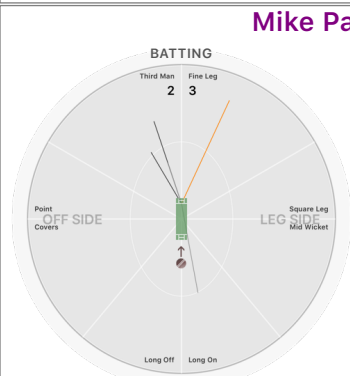 Mike Pa
BATTING
Third Man Fine Leg
2 3
Point Square Leg
OFF SIDE LEG SIDE
Covers Mid Wicket
Long Off Long On